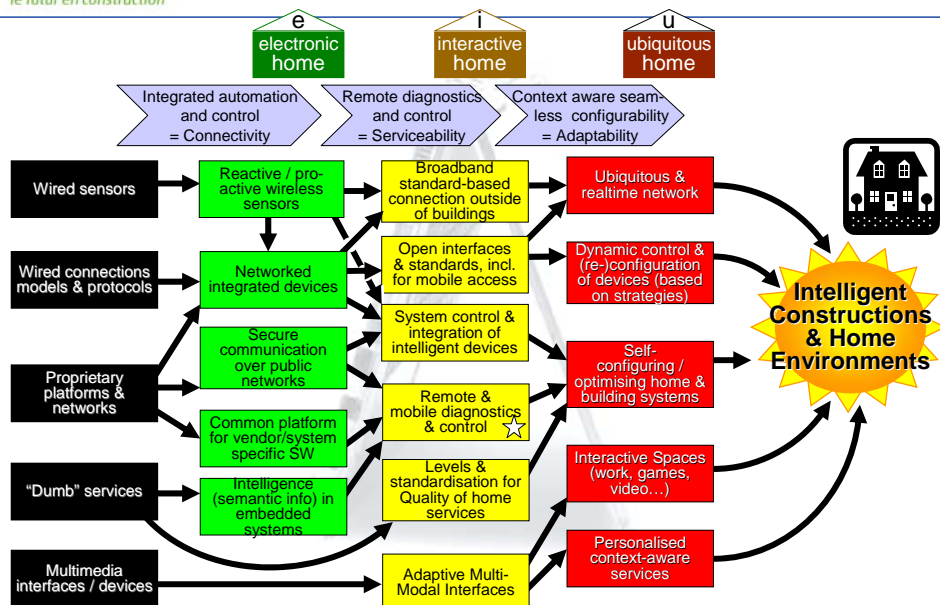 le futur en construction
e
electronic
home
i
interactive
home
u
ubiquitous
home
Integrated automation
and control
= Connectivity
Remote diagnostics
and control
= Serviceability
Context aware seam-
less configurability
= Adaptability
Wired sensors
Reactive / pro-
active wireless
sensors
Broadband
standard-based
connection outside
of buildings
Ubiquitous &
realtime network
Wired connections
models & protocols
Networked
integrated devices
Open interfaces
& standards, incl.
for mobile access
Dynamic control &
(re-)configuration
of devices (based
on strategies)
Intelligent
Constructions
& Home
Environments
Secure
communication
over public
networks
System control &
integration of
intelligent devices
Self-
configuring /
optimising home &
building systems
Proprietary
platforms &
networks
Common platform
for vendor/system
specific SW
Remote &
mobile diagnostics
& control
Interactive Spaces
(work, games,
video…)
"Dumb" services
Intelligence
(semantic info) in
embedded
systems
Levels &
standardisation for
Quality of home
services
Personalised
context-aware
services
Multimedia
interfaces / devices
Adaptive Multi-
Modal Interfaces